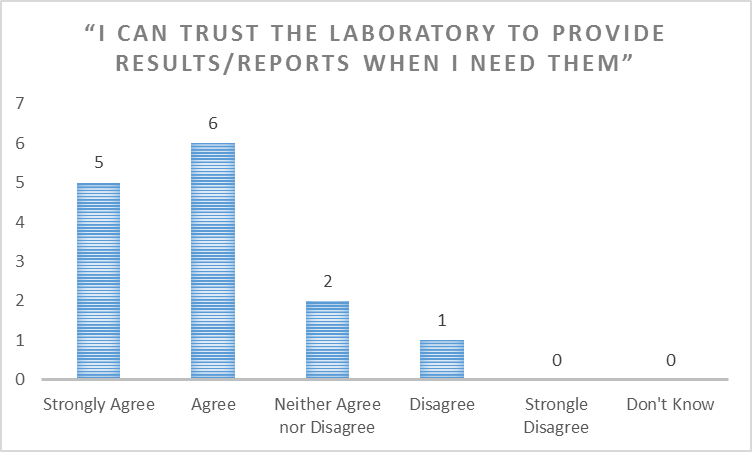 “I CAN TRUST THE LABORATORY TO PROVIDE
RESULTS/REPORTS WHEN I NEED THEM”
7
6
5
4
3
2
1
0
5
6
2
1
0
0
Strongly Agree
Agree
Neither Agree
nor Disagree
Disagree
Strongle
Disagree
Don't Know